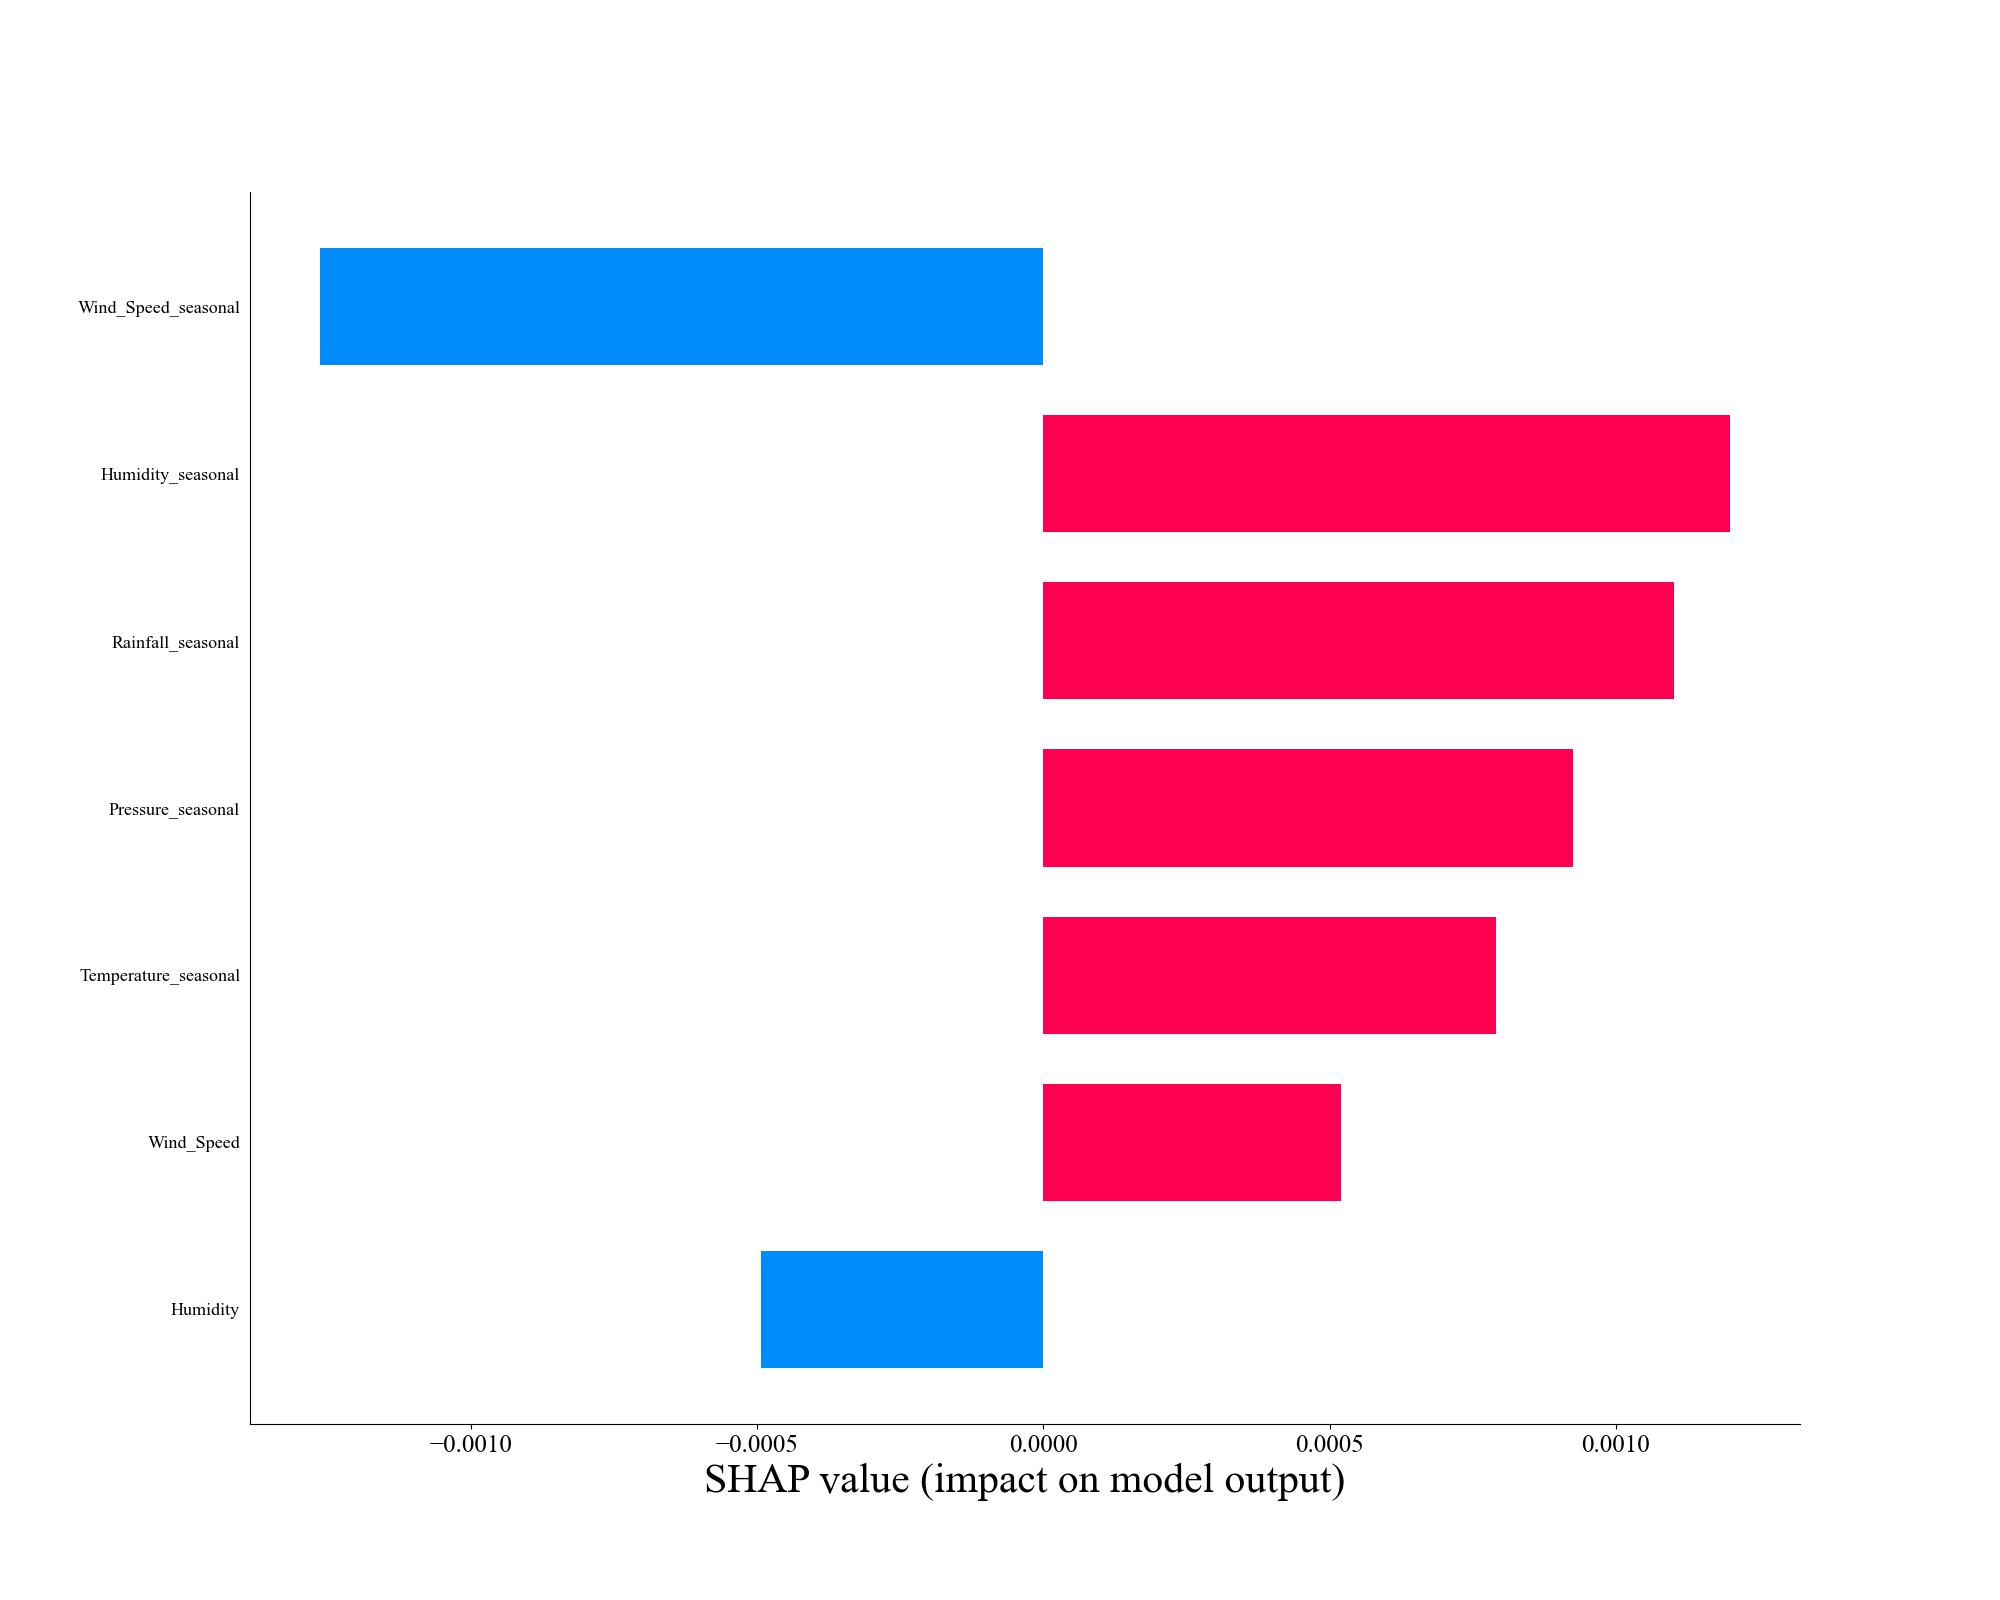 Wind_Speed_seasonal
Humidity_seasonal
Rainfall_seasonal
Pressure_seasonal
Temperature_seasonal
Wind_Speed
Humidity
−0.0010 −0.0005 0.0000 0.0005 0.0010
SHAP value (impact on model output)